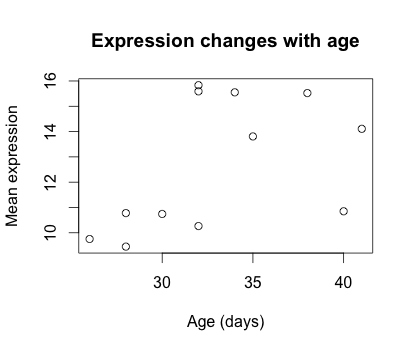 Expression changes with age
Mean expression
16
14
12
10
30 35 40
Age (days)